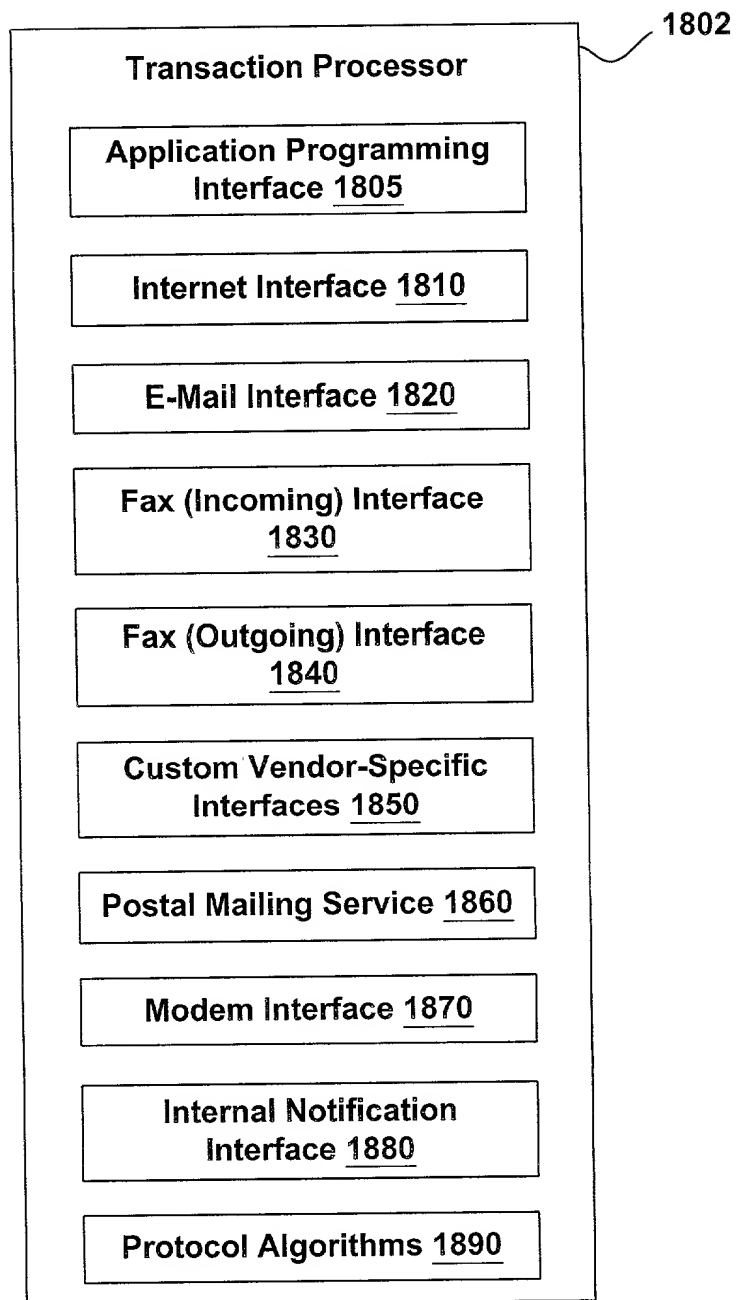 1802
Transaction Processor
Application Programming
Interface 1805
Internet Interface 1810
E-Mail Interface 1820
Fax (Incoming) Interface
1830
Fax (Outgoing) Interface
1840
Custom Vendor-Specific
Interfaces 1850
Postal Mailing Service 1860
Modem Interface 1870
Internal Notification
Interface 1880
Protocol Algorithms 1890